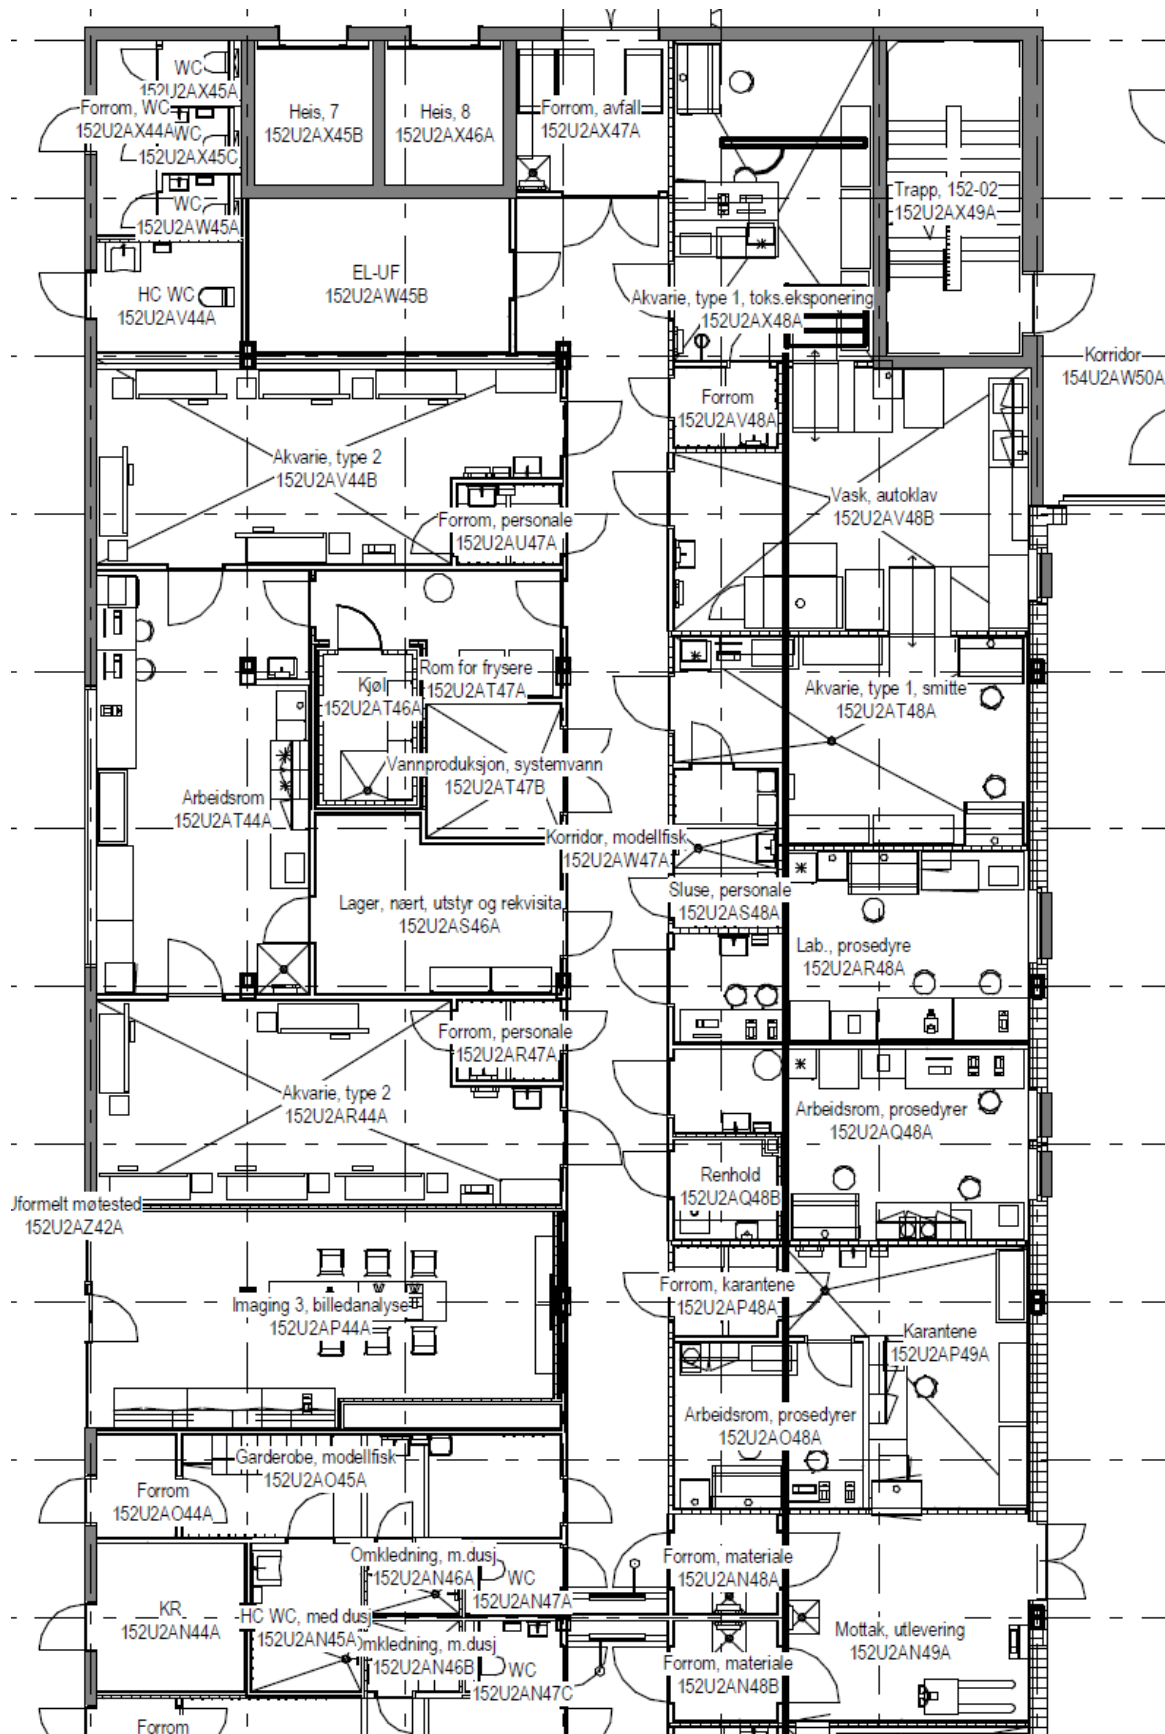 WC
152U2AX45A
Forrom, WC
152U2AX44A
WC
152U2AX45C
WC
152U2AW45A
Heis, 7
152U2AX45B
Heis, 8
152U2AX46A
Forrom, avfall
152U2AX47A
Trapp, 152-02
152U2AX49A
HC WC
152U2AV44A
EL-UF
152U2AW45B
Akvarie, type 1, toks.eksponering
152U2AX48A
Korridor
154U2AW50A
Forrom
152U2AV48A
Akvarie, type 2
152U2AV44B
Vask, autoklav
152U2AV48B
Forrom, personale
152U2AU47A
Rom for frysere
152U2AT47A
Kjøl
152U2AT46A
Akvarie, type 1, smitte
152U2AT48A
Vannproduksjon, systemvann
152U2AT47B
Arbeidsrom
152U2AT44A
Korridor, modellfisk
152U2AW47A
Lager, nært, utstyr og rekvisita
152U2AS46A
Sluse, personale
152U2AS48A
Lab., prosedyre
152U2AR48A
Forrom, personale
152U2AR47A
Akvarie, type 2
152U2AR44A
Arbeidsrom, prosedyrer
152U2AQ48A
Renhold
152U2AQ48B
Uformelt møtested
152U2AZ42A
Forrom, karantene
152U2AP48A
Imaging 3, billedanalyse
152U2AP44A
Karantene
152U2AP49A
Arbeidsrom, prosedyrer
152U2AO48A
Garderobe, modellfisk
152U2AO45A
Forrom
152U2AO44A
Omkledning, m.dusj
152U2AN46A
WC
152U2AN47A
Forrom, materiale
152U2AN48A
KR
152U2AN44A
HC WC, med dusj
152U2AN45A
Omkledning, m.dusj
152U2AN46B
WC
152U2AN47C
Forrom, materiale
152U2AN48B
Mottak, utlevering
152U2AN49A
Forrom